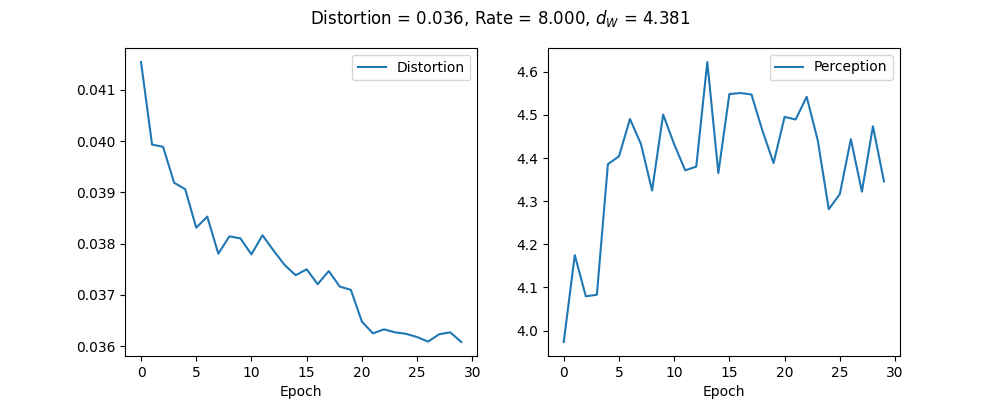 Distortion = 0.036, Rate = 8.000, d_W = 4.381
Distortion
0.041
0.040
0.039
0.038
0.037
0.036
0 5 10 15 20 25 30
Epoch
Perception
4.6
4.5
4.4
4.3
4.2
4.1
4.0
0 5 10 15 20 25 30
Epoch